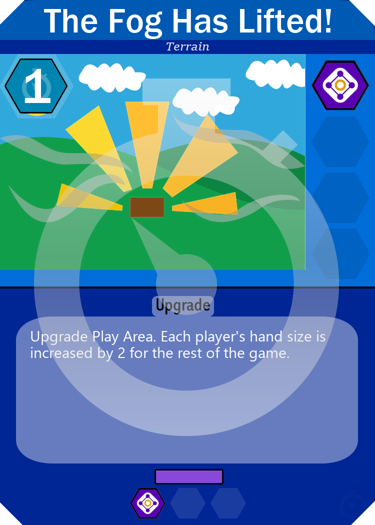 The Fog Has Lifted!
Terrain
1
Upgrade
Upgrade Play Area. Each player's hand size is
increased by 2 for the rest of the game.